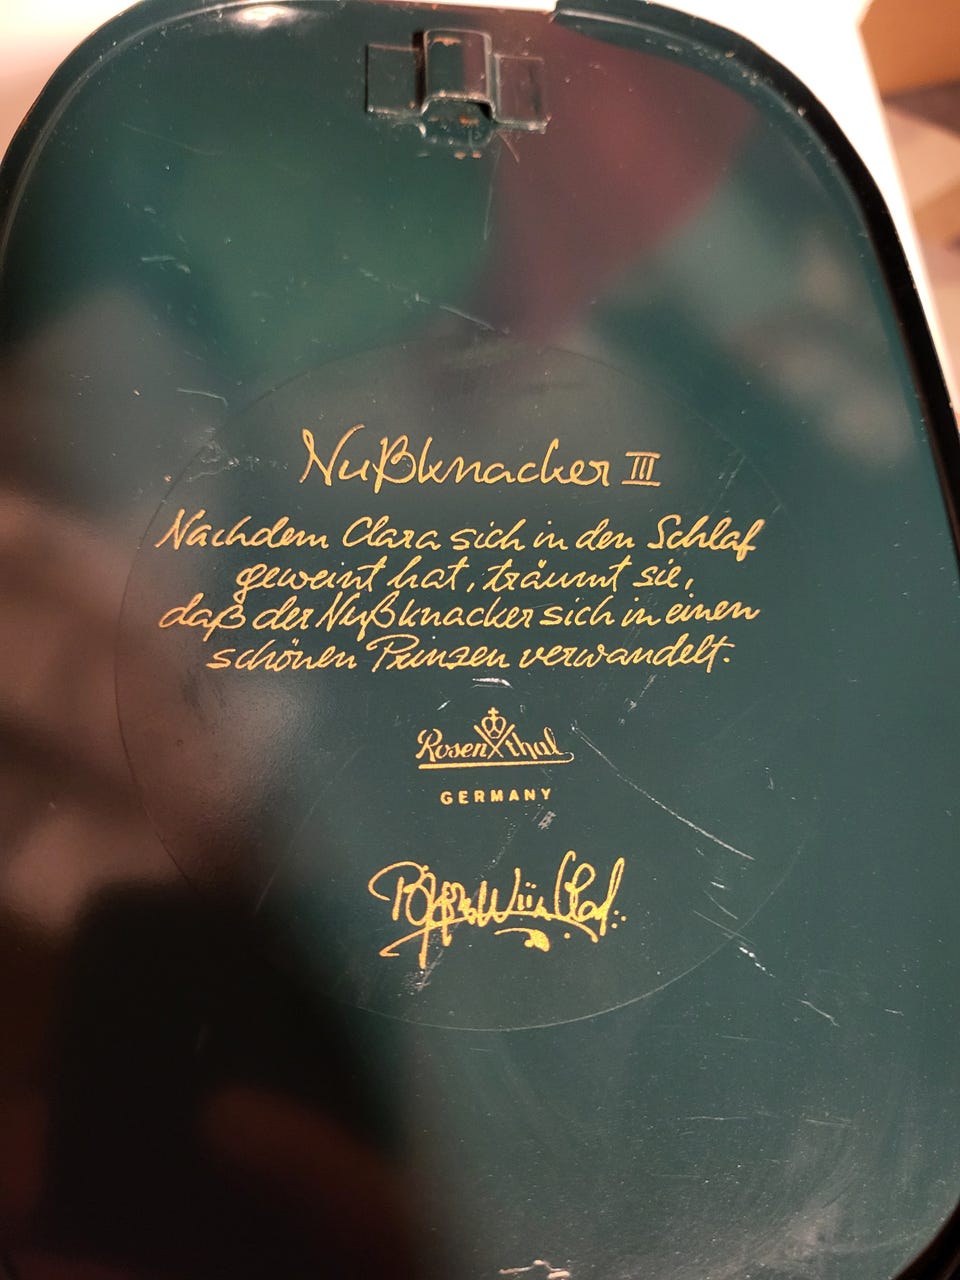 Nußknacker III
Nachdem Clara sich in den Schlaf
geweint hat, träumt sie,
daß der Nußknacker sich in einen
schönen Prinzen verwandelt.
Rosenthal
GERMANY